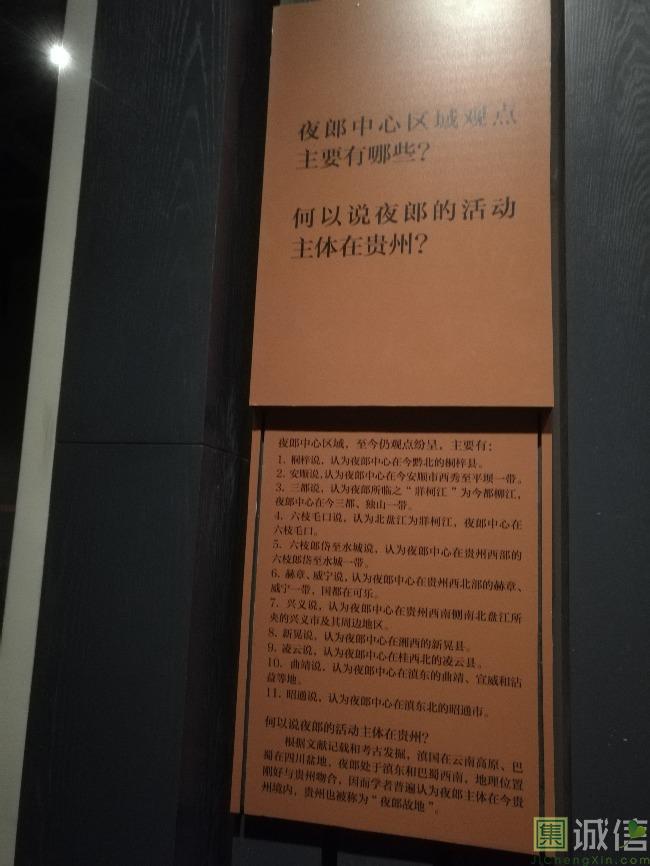 夜郎中心区域观点
主要有哪些？
何以说夜郎的活动
主体在贵州？
夜郎中心区域，至今仍观点纷呈，主要有：
1. 桐梓说，认为夜郎中心在今黔北的桐梓县。
2. 安顺说，认为夜郎中心在今安顺市西秀至平坝一带。
3. 三都说，认为夜郎所临之“牂柯江”为今都柳江，
夜郎中心在今三都、独山一带。
4. 六枝毛口说，认为北盘江为牂柯江，夜郎中心在
六枝毛口。
5. 六枝郎岱至水城说，认为夜郎中心在贵州西部的
六枝郎岱至水城一带。
6. 赫章、威宁说，认为夜郎中心在贵州西北部的赫章、
威宁一带，国都在可乐。
7. 兴义说，认为夜郎中心在贵州西南侧南北盘江所
夹的兴义市及其周边地区。
8. 新晃说，认为夜郎中心在湘西的新晃县。
9. 凌云说，认为夜郎中心在桂西北的凌云县。
10. 曲靖说，认为夜郎中心在滇东的曲靖、宣威和沾
益等地。
11. 昭通说，认为夜郎中心在滇东北的昭通市。
何以说夜郎的活动主体在贵州？
根据文献记载和考古发掘，滇国在云南高原、巴
蜀在四川盆地，夜郎处于滇东和巴蜀西南，地理位置
刚好与贵州吻合，因而学者普遍认为夜郎主体在今贵
州境内，贵州也被称为“夜郎故地”。
集诚信
Jichengxin.com